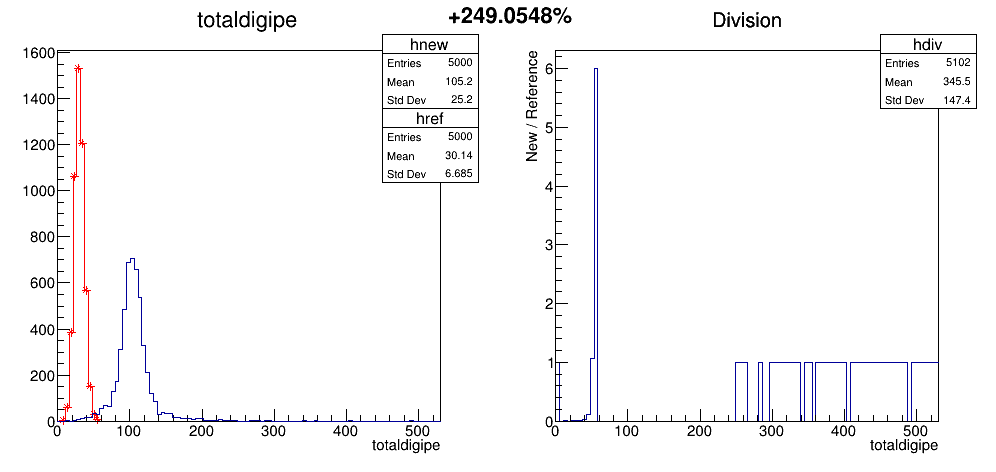 +249.0548%
totaldigipe
hnew
Entries 5000
Mean 105.2
Std Dev 25.2
href
Entries 5000
Mean 30.14
Std Dev 6.685
1600
1400
1200
1000
800
600
400
200
0
0 100 200 300 400 500
totaldigipe
Division
hdiv
Entries 5102
Mean 345.5
Std Dev 147.4
New / Reference
6
5
4
3
2
1
0
0 100 200 300 400 500
totaldigipe